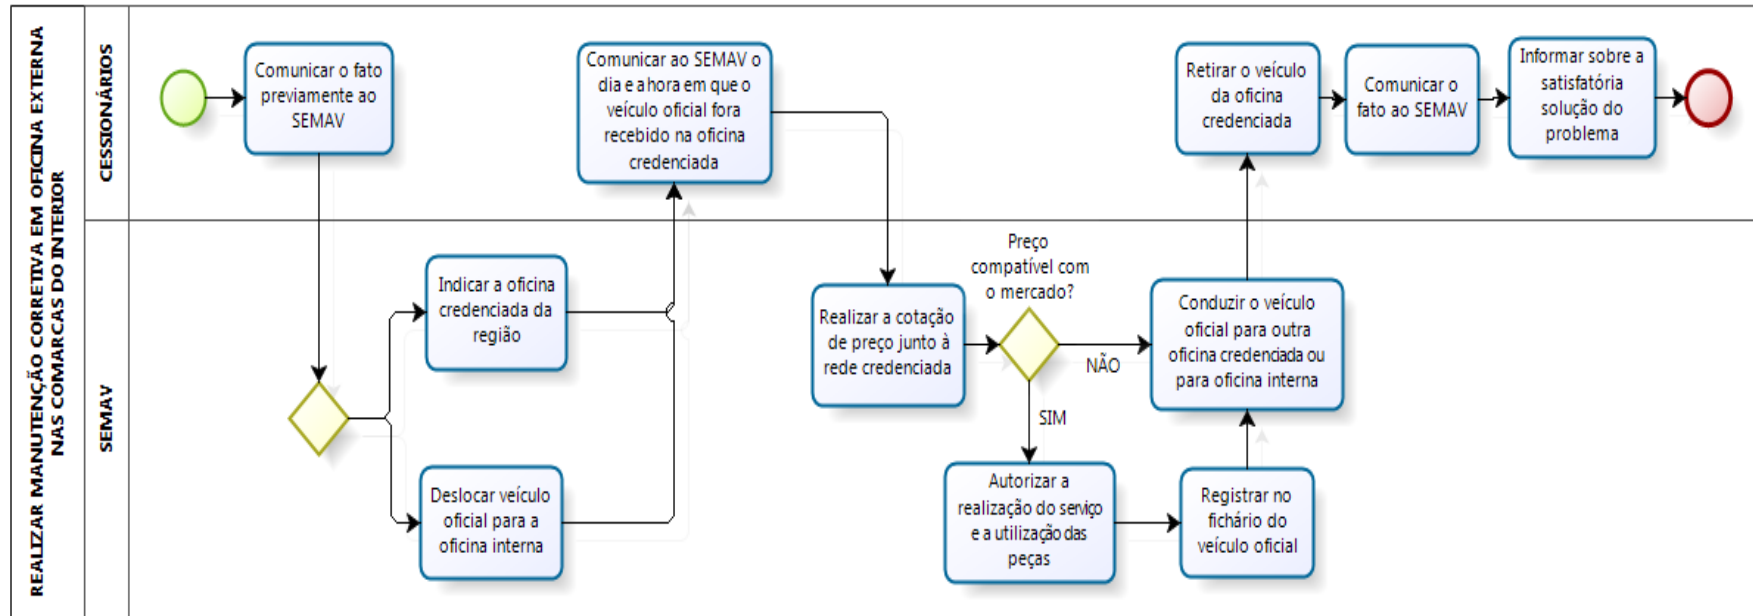 REALIZAR MANUTENÇÃO CORRETIVA EM OFICINA EXTERNA
NAS COMARCAS DO INTERIOR
CESSIONÁRIOS
Comunicar o fato
previamente ao
SEMAV
Comunicar ao SEMAV o
dia e a hora em que o
veículo oficial fora
recebido na oficina
credenciada
Retirar o veículo
da oficina
credenciada
Comunicar o
fato ao SEMAV
Informar sobre a
satisfatória
solução do
problema
SEMAV
Indicar a oficina
credenciada da
região
Deslocar veículo
oficial para a
oficina interna
Realizar a cotação
de preço junto à
rede credenciada
Preço
compatível com
o mercado?
NÃO
SIM
Conduzir o veículo
oficial para outra
oficina credenciada ou
para oficina interna
Autorizar a
realização do serviço
e a utilização das
peças
Registrar no
fichário do
veículo oficial